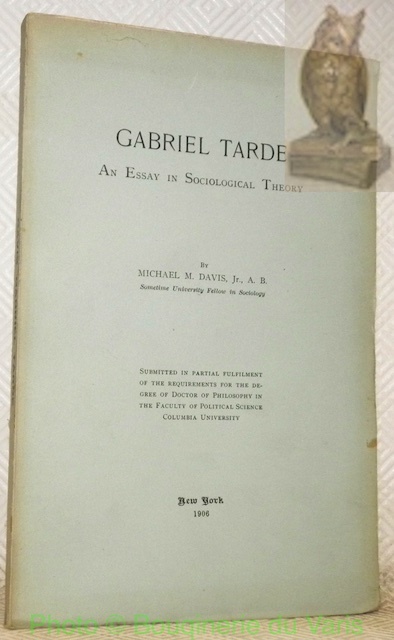 GABRIEL TARDE
An Essay in Sociological Theory
By
MICHAEL M. DAVIS, Jr., A. B.
Sometime University Fellow in Sociology
Submitted in partial fulfilment
of the requirements for the de-
gree of Doctor of Philosophy in
the Faculty of Political Science
Columbia University
New York
1906
Photo ©